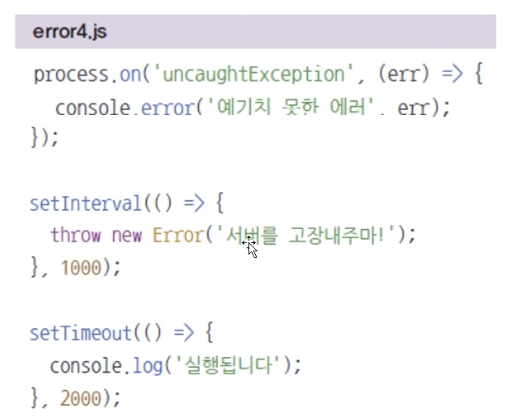 error4.js
process.on('uncaughtException', (err) => {
  console.error('예기치 못한 에러', err);
});
setInterval(() => {
  throw new Error('서버를 고장내주마!');
}, 1000);
setTimeout(() => {
  console.log('실행됩니다');
}, 2000);